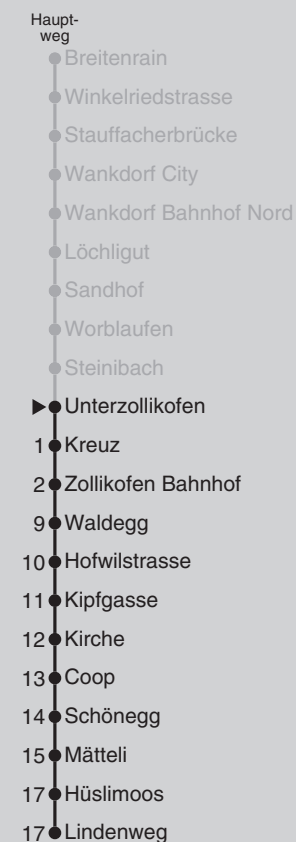 Haupt-
weg
Breitenrain
Winkelriedstrasse
Stauffacherbrücke
Wankdorf City
Wankdorf Bahnhof Nord
Löchligut
Sandhof
Worblaufen
Steinibach
Unterzollikofen
1 Kreuz
2 Zollikofen Bahnhof
9 Waldegg
10 Hofwilstrasse
11 Kipfgasse
12 Kirche
13 Coop
14 Schönegg
15 Mätteli
17 Hüslimoos
17 Lindenweg